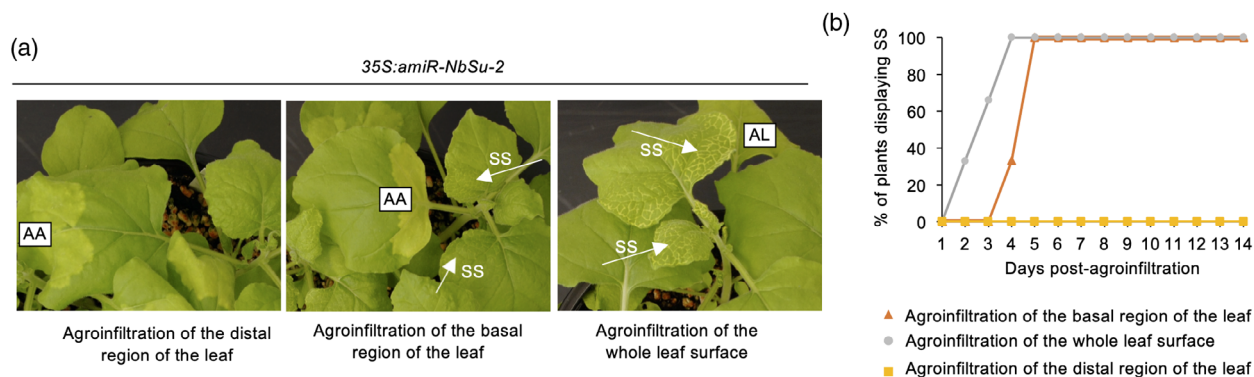 (a)
35S:amiR-NbSu-2
AA
AA
SS
SS
SS
SS
AL
Agroinfiltration of the distal
region of the leaf
Agroinfiltration of the basal
region of the leaf
Agroinfiltration of the
whole leaf surface
(b)
% of plants displaying SS
100
80
60
40
20
0
1 2 3 4 5 6 7 8 9 10 11 12 13 14
Days post-agroinfiltration
Agroinfiltration of the basal region of the leaf
Agroinfiltration of the whole leaf surface
Agroinfiltration of the distal region of the leaf